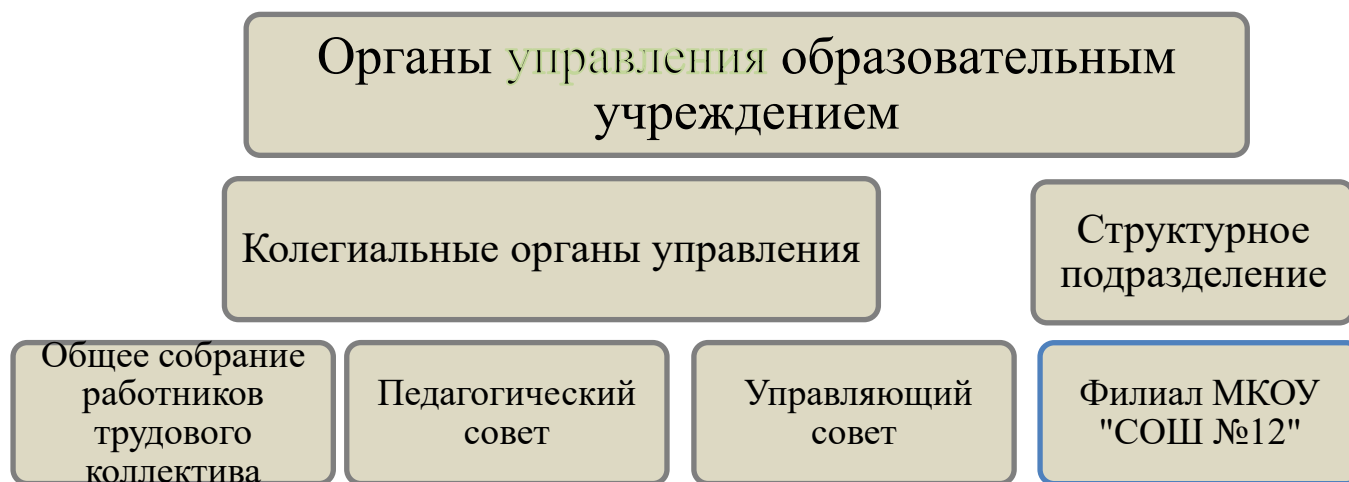 Органы управления образовательным
учреждением
Колегиальные органы управления
Структурное
подразделение
Общее собрание
работников
трудового
коллектива
Педагогический
совет
Управляющий
совет
Филиал МКОУ
"СОШ №12"